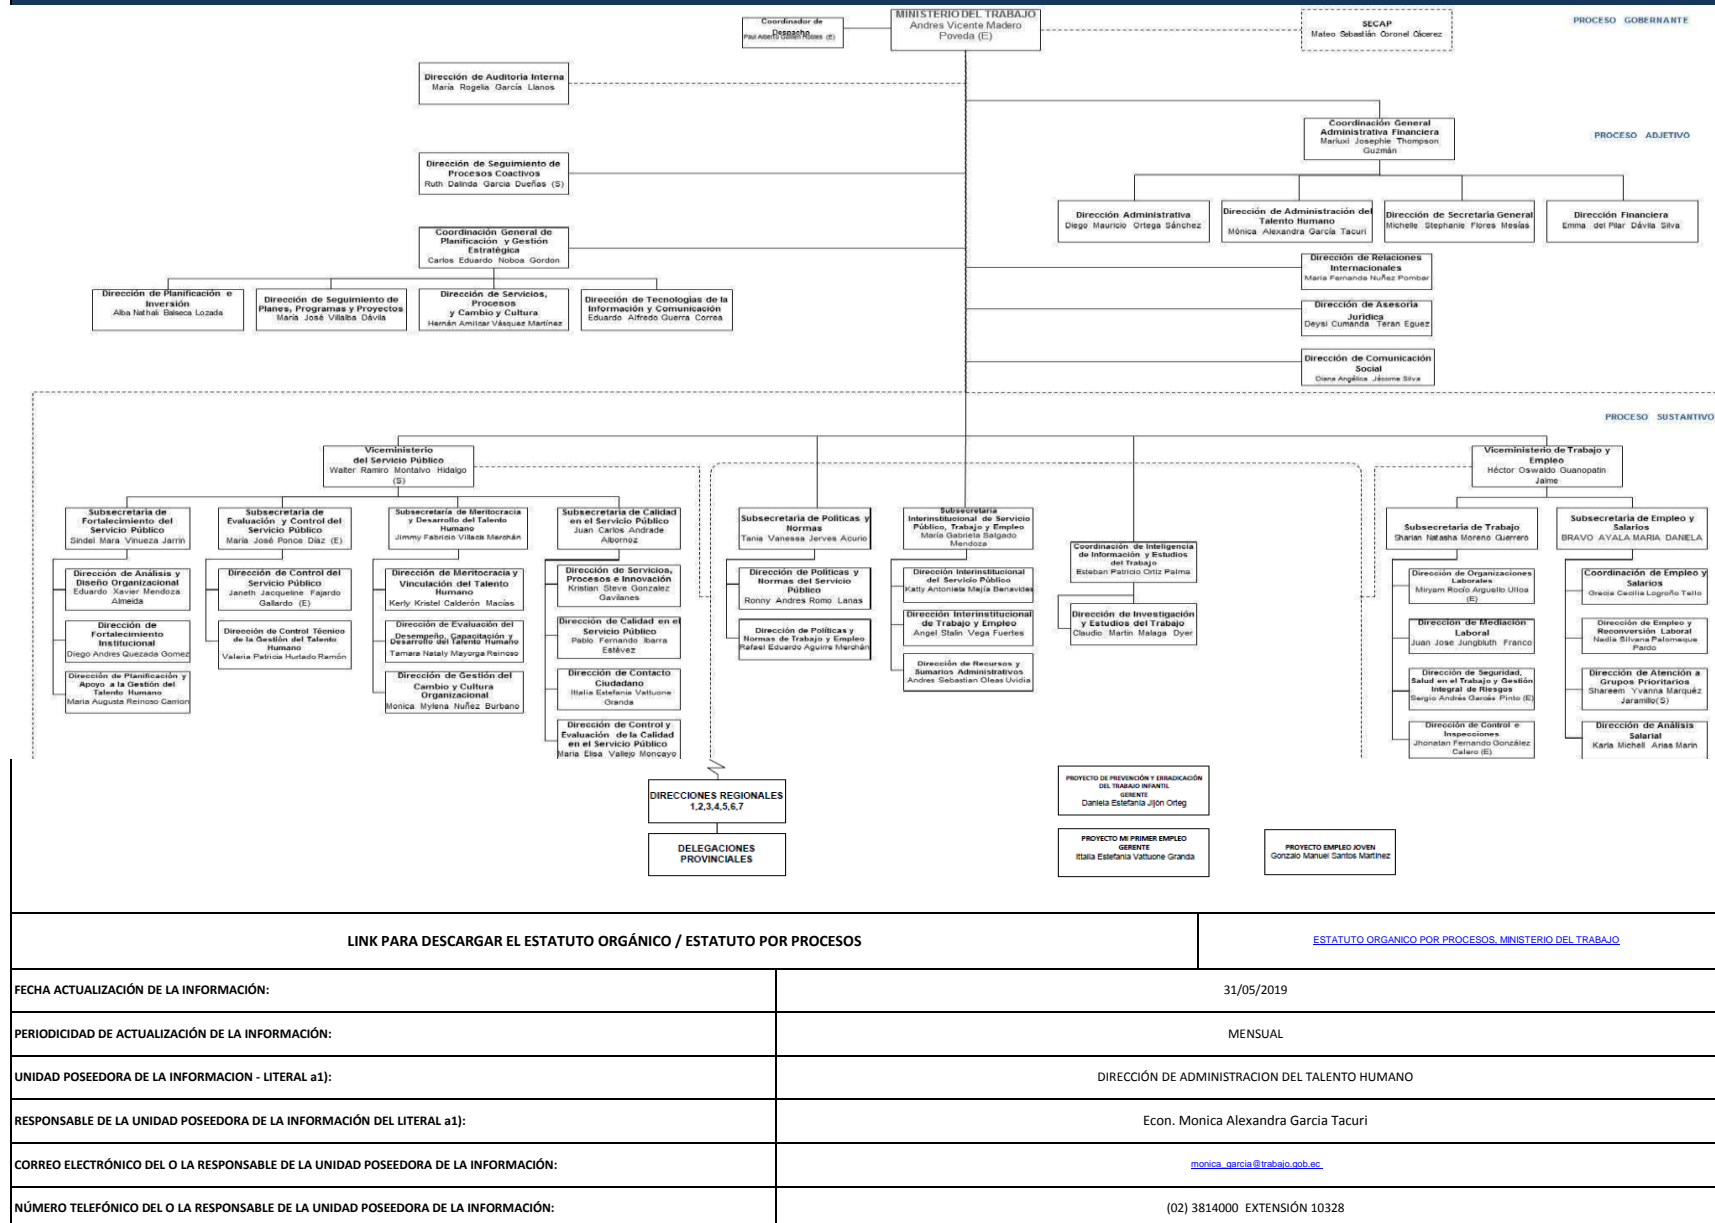 MINISTERIO DEL TRABAJO
Andres Vicente Madero
Poveda (E)
Coordinador de
Despacho
Paul Alberto Guillen Robles (E)
SECAP
Mateo Sebastián Coronel Cácerez
PROCESO GOBERNANTE
Dirección de Auditoria Interna
María Rogelia García Llanos
Coordinación General
Administrativa Financiera
Mariuxi Josephie Thompson
Guzmán
PROCESO ADJETIVO
Dirección de Seguimiento de
Procesos Coactivos
Ruth Dalinda Garcia Dueñas (S)
Dirección Administrativa
Diego Mauricio Ortega Sánchez
Dirección de Administración del
Talento Humano
Mónica Alexandra García Tacuri
Dirección de Secretaría General
Michelle Stephanie Flores Mesías
Dirección Financiera
Emma del Pilar Dávila Silva
Coordinación General de
Planificación y Gestión
Estratégica
Carlos Eduardo Noboa Gordon
Dirección de Relaciones
Internacionales
Maria Fernanda Nuñez Pombar
Dirección de Planificación e
Inversión
Alba Nathali Balseca Lozada
Dirección de Seguimiento de
Planes, Programas y Proyectos
María José Villalba Dávila
Dirección de Servicios,
Procesos
y Cambio y Cultura
Hernán Amilcar Vásquez Martínez
Dirección de Tecnologías de la
Información y Comunicación
Eduardo Alfredo Guerra Correa
Dirección de Asesoria
Jurídica
Deysi Cumanda Teran Eguez
Dirección de Comunicación
Social
Diana Angélica Jácome Silva
PROCESO SUSTANTIVO
Viceministerio
del Servicio Público
Walter Ramiro Montalvo Hidalgo
(S)
Viceministerio de Trabajo y
Empleo
Héctor Oswaldo Guanopatin
Jaime
Subsecretaría de
Fortalecimiento del
Servicio Público
Sindel Mara Vinueza Jarrin
Subsecretaría de
Evaluación y Control del
Servicio Público
María José Ponce Díaz (E)
Subsecretaría de Meritocracia
y Desarrollo del Talento
Humano
Jimmy Fabricio Villacis Merchán
Subsecretaría de Calidad
en el Servicio Público
Juan Carlos Andrade
Albornoz
Subsecretaría de Políticas y
Normas
Tania Vanessa Jerves Acurio
Subsecretaria
Interinstitucional de Servicio
Público, Trabajo y Empleo
María Gabriela Salgado
Mendoza
Coordinación de Inteligencia
de Información y Estudios
del Trabajo
Esteban Patricio Ortiz Palma
Subsecretaría de Trabajo
Sharian Natasha Moreno Guerrero
Subsecretaría de Empleo y
Salarios
BRAVO AYALA MARIA DANIELA
Dirección de Análisis y
Diseño Organizacional
Eduardo Xavier Mendoza
Almeida
Dirección de Control del
Servicio Público
Janeth Jacqueline Fajardo
Gallardo (E)
Dirección de Meritocracia y
Vinculación del Talento
Humano
Kerly Kristel Calderón Macías
Dirección de Servicios,
Procesos e Innovación
Kristian Steve Gonzalez
Gavilanes
Dirección de Políticas y
Normas del Servicio
Público
Ronny Andres Romo Lanas
Dirección Interinstitucional
del Servicio Público
Katty Antonieta Mejía Benavides
Dirección de Investigación
y Estudios del Trabajo
Claudio Martin Malaga Dyer
Dirección de Organizaciones
Laborales
Miryam Rocío Arguello Ulloa
(E)
Coordinación de Empleo y
Salarios
Grecia Cecilia Logroño Tello
Dirección de
Fortalecimiento
Institucional
Diego Andres Quezada Gomez
Dirección de Control Técnico
de la Gestión del Talento
Humano
Valeria Patricia Hurtado Ramón
Dirección de Evaluación del
Desempeño, Capacitación y
Desarrollo del Talento Humano
Tamara Nataly Mayorga Reinoso
Dirección de Calidad en el
Servicio Público
Pablo Fernando Ibarra
Estévez
Dirección de Políticas y
Normas de Trabajo y Empleo
Rafael Eduardo Aguirre Merchán
Dirección Interinstitucional
de Trabajo y Empleo
Angel Stalin Vega Fuertes
Dirección de Mediación
Laboral
Juan Jose Jungbluth Franco
Dirección de Empleo y
Reconversión Laboral
Nadia Silvana Palomeque
Pardo
Dirección de Planificación y
Apoyo a la Gestión del
Talento Humano
Maria Augusta Reinoso Carrion
Dirección de Gestión del
Cambio y Cultura
Organizacional
Monica Mylena Nuñez Burbano
Dirección de Contacto
Ciudadano
Ittalia Estefania Vattuone
Granda
Dirección de Recursos y
Sumarios Administrativos
Andres Sebastian Oleas Uvidia
Dirección de Seguridad,
Salud en el Trabajo y Gestión
Integral de Riesgos
Sergio Andrés Garcés Pinto (E)
Dirección de Atención a
Grupos Prioritarios
Shareem Yvanna Marquéz
Jaramillo(S)
Dirección de Control y
Evaluación de la Calidad
en el Servicio Público
Maria Elisa Vallejo Moncayo
Dirección de Control e
Inspecciones
Jhonatan Fernando González
Calero (E)
Dirección de Análisis
Salarial
Karla Michell Arias Marin
DIRECCIONES REGIONALES
1,2,3,4,5,6,7
DELEGACIONES
PROVINCIALES
PROYECTO DE PREVENCIÓN Y ERRADICACIÓN
DEL TRABAJO INFANTIL
GERENTE
Daniela Estefania Jijón Orteg
PROYECTO MI PRIMER EMPLEO
GERENTE
Ittalia Estefania Vattuone Granda
PROYECTO EMPLEO JOVEN
Gonzalo Manuel Santos Martinez
LINK PARA DESCARGAR EL ESTATUTO ORGÁNICO / ESTATUTO POR PROCESOS
ESTATUTO ORGANICO POR PROCESOS, MINISTERIO DEL TRABAJO
FECHA ACTUALIZACIÓN DE LA INFORMACIÓN:
31/05/2019
PERIODICIDAD DE ACTUALIZACIÓN DE LA INFORMACIÓN:
MENSUAL
UNIDAD POSEEDORA DE LA INFORMACION - LITERAL a1):
DIRECCIÓN DE ADMINISTRACION DEL TALENTO HUMANO
RESPONSABLE DE LA UNIDAD POSEEDORA DE LA INFORMACIÓN DEL LITERAL a1):
Econ. Monica Alexandra Garcia Tacuri
CORREO ELECTRÓNICO DEL O LA RESPONSABLE DE LA UNIDAD POSEEDORA DE LA INFORMACIÓN:
monica_garcia@trabajo.gob.ec
NÚMERO TELEFÓNICO DEL O LA RESPONSABLE DE LA UNIDAD POSEEDORA DE LA INFORMACIÓN:
(02) 3814000 EXTENSIÓN 10328